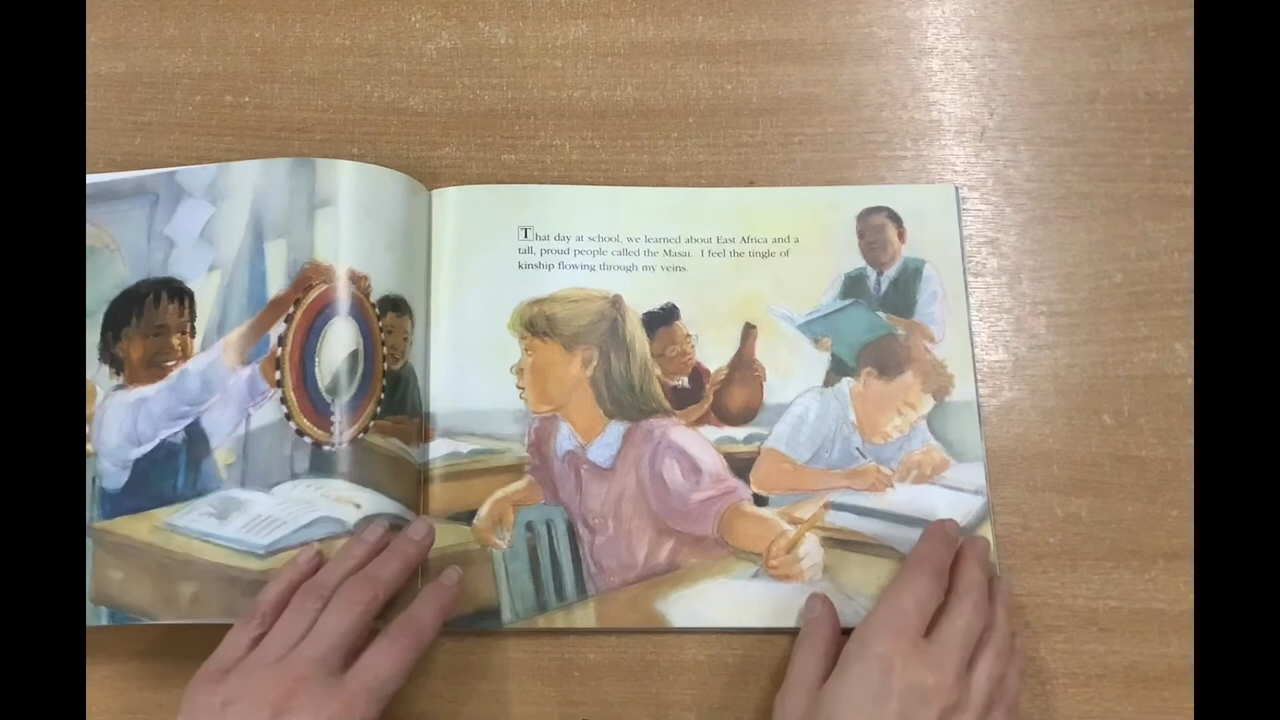 That day at school, we learned about East Africa and a
tall, proud people called the Masai. I feel the tingle of
kinship flowing through my veins.